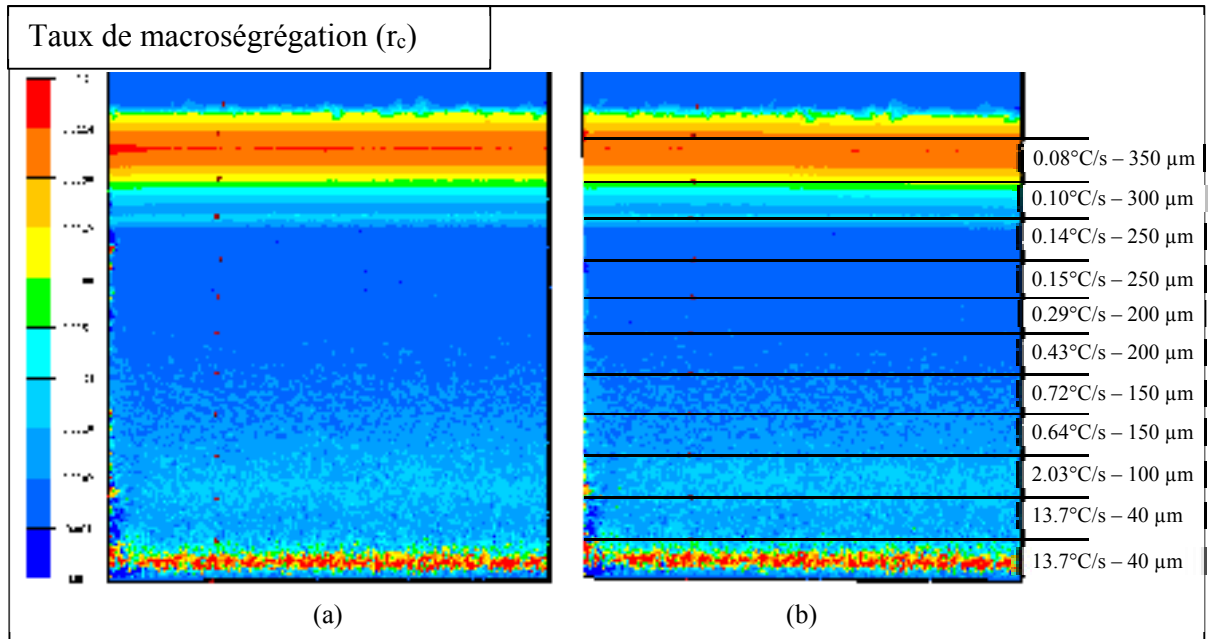 Taux de macroségrégation (rc)
0.08°C/s – 350 µm
0.10°C/s – 300 µm
0.14°C/s – 250 µm
0.15°C/s – 250 µm
0.29°C/s – 200 µm
0.43°C/s – 200 µm
0.72°C/s – 150 µm
0.64°C/s – 150 µm
2.03°C/s – 100 µm
13.7°C/s – 40 µm
13.7°C/s – 40 µm
(a) (b)